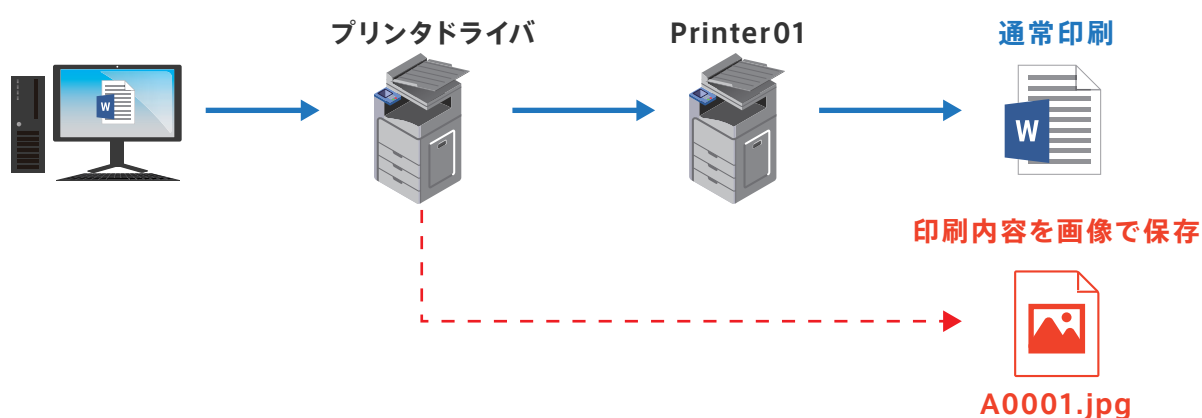 プリンタドライバ
Printer01
通常印刷
W
W
印刷内容を画像で保存
A0001.jpg